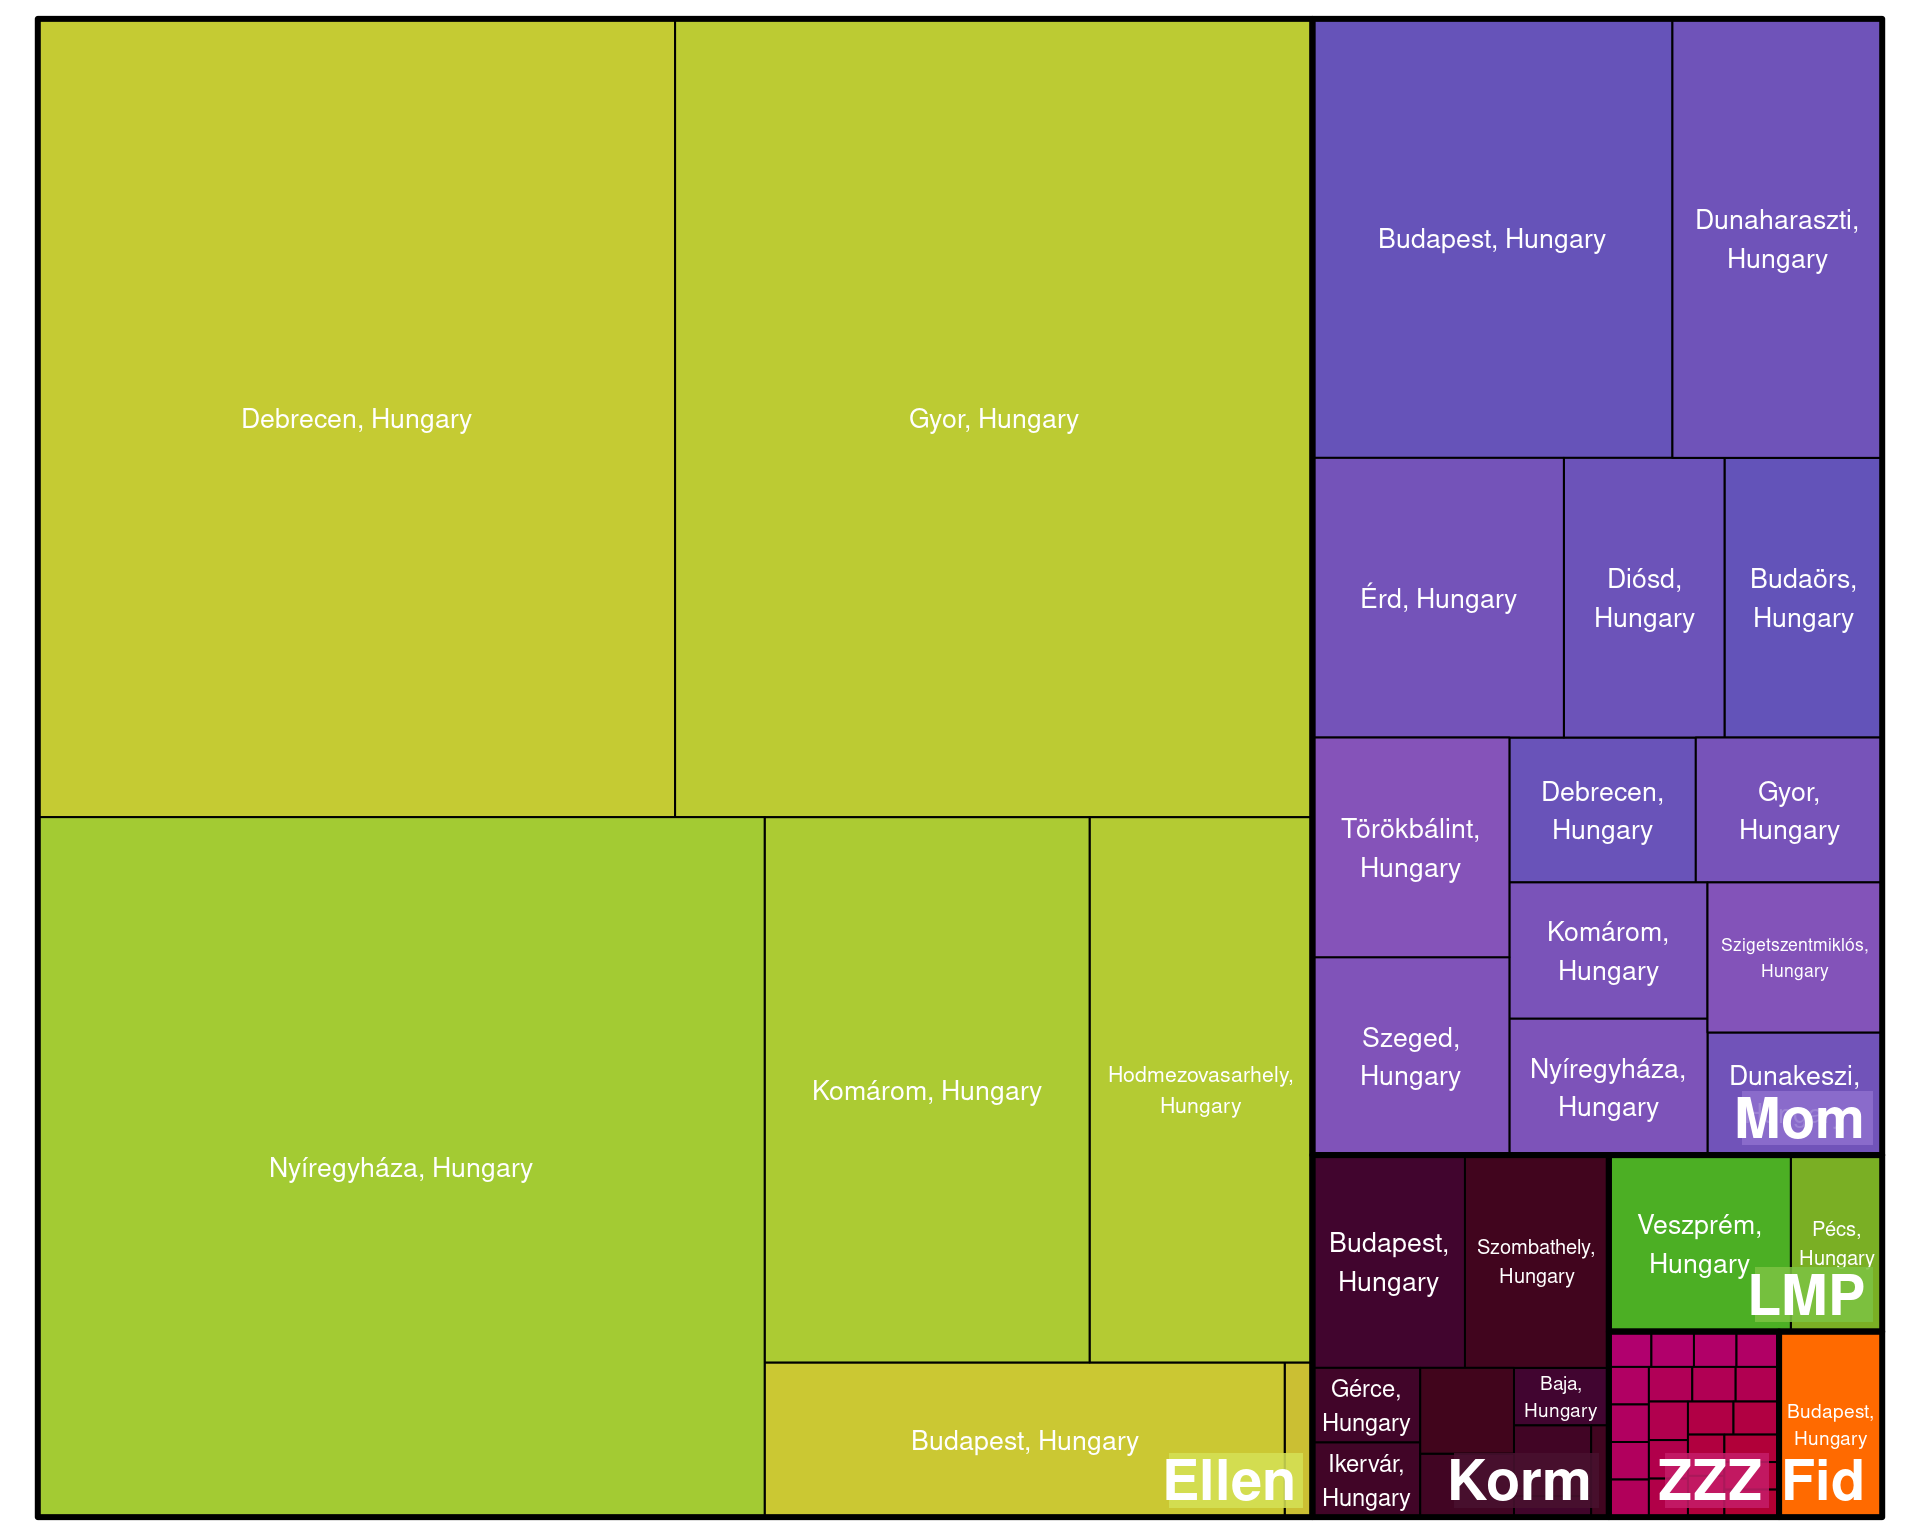 Debrecen, Hungary
Gyor, Hungary
Nyíregyháza, Hungary
Komárom, Hungary
Hodmezovasarhely,
Hungary
Budapest, Hungary
Ellen
Budapest, Hungary
Dunaharaszti,
Hungary
Érd, Hungary
Diósd,
Hungary
Budaörs,
Hungary
Törökbálint,
Hungary
Debrecen,
Hungary
Gyor,
Hungary
Szeged,
Hungary
Komárom,
Hungary
Szigetszentmiklós,
Hungary
Nyíregyháza,
Hungary
Dunakeszi,
Mom
Budapest,
Hungary
Szombathely,
Hungary
Gérce,
Hungary
Baja,
Hungary
Ikervár,
Hungary
Korm
Veszprém,
Hungary
Pécs,
Hungary
LMP
ZZZ
Budapest,
Hungary
Fid